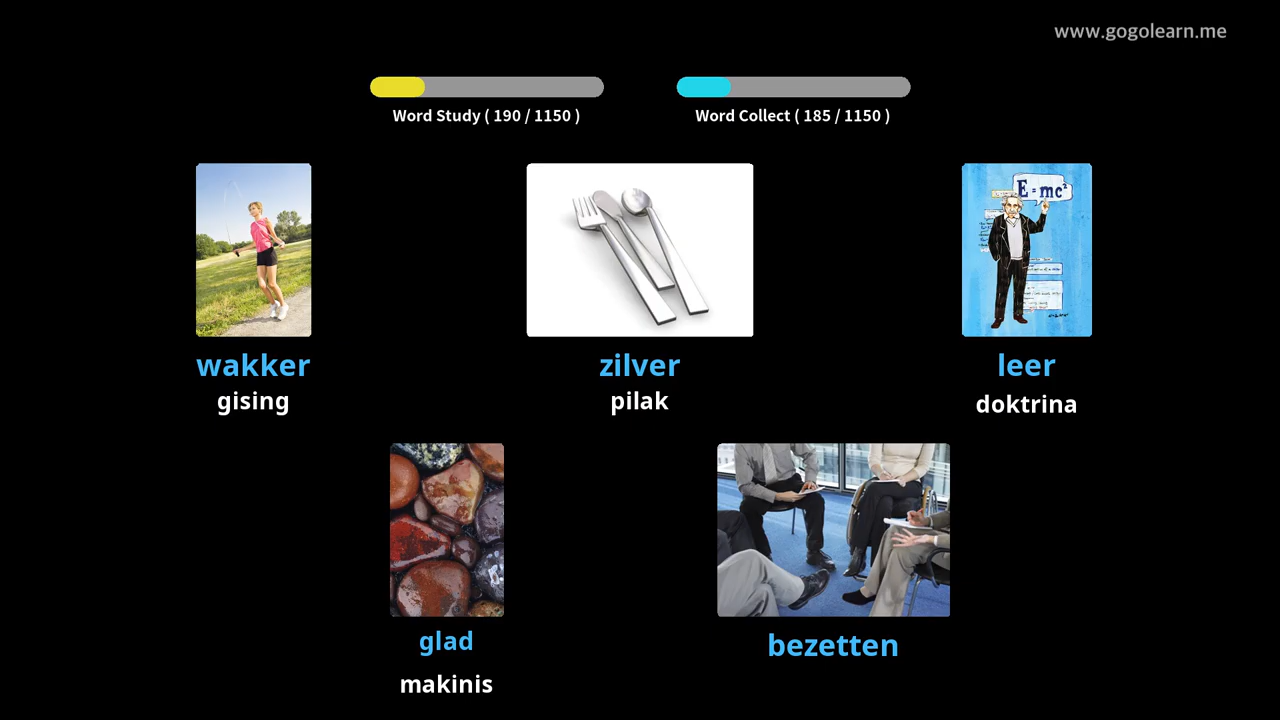 www.gogolearn.me
Word Study ( 190 / 1150 )
Word Collect ( 185 / 1150 )
E=mc²
wakker
gising
zilver
pilak
leer
doktrina
glad
makinis
bezetten